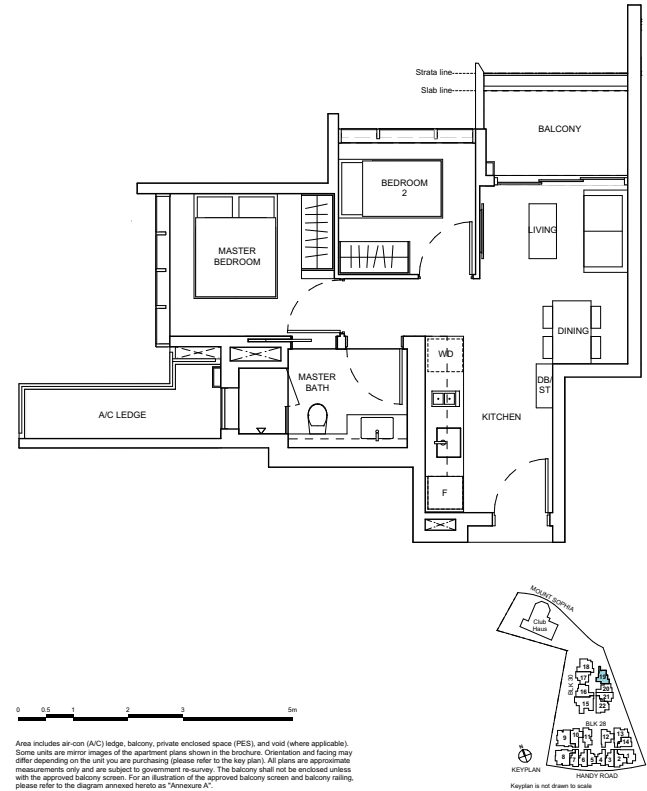 Strata line
Slab line
BALCONY
BEDROOM
2
LIVING
MASTER
BEDROOM
DINING
W/D
MASTER
BATH
DB/
ST
A/C LEDGE
KITCHEN
F
MOUNT SOPHIA
Club
Haus
18
17
19
BLK 30
16
20
21
15
22
BLK 28
0
0.5
1
2
3
5m
9
10
11
12
13
14
8
7
6
5
4
3
2
1
N
KEYPLAN
HANDY ROAD
Keyplan is not drawn to scale
Area includes air-con (A/C) ledge, balcony, private enclosed space (PES), and void (where applicable).
Some units are mirror images of the apartment plans shown in the brochure. Orientation and facing may
differ depending on the unit you are purchasing (please refer to the key plan). All plans are approximate
measurements only and are subject to government re-survey. The balcony shall not be enclosed unless
with the approved balcony screen. For an illustration of the approved balcony screen and balcony railing,
please refer to the diagram annexed hereto as "Annexure A".